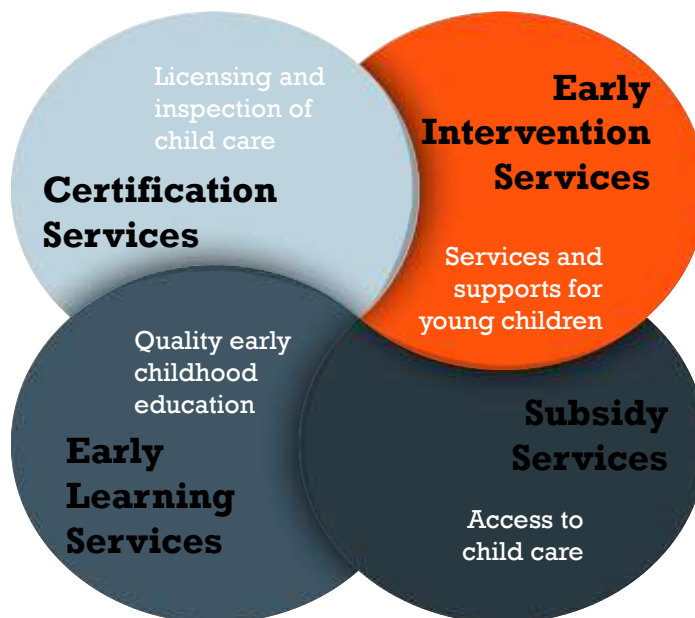 Licensing and
inspection of
child care
Certification
Services
Early
Intervention
Services
Services and
supports for
young children
Quality early
childhood
education
Early
Learning
Services
Subsidy
Services
Access to
child care